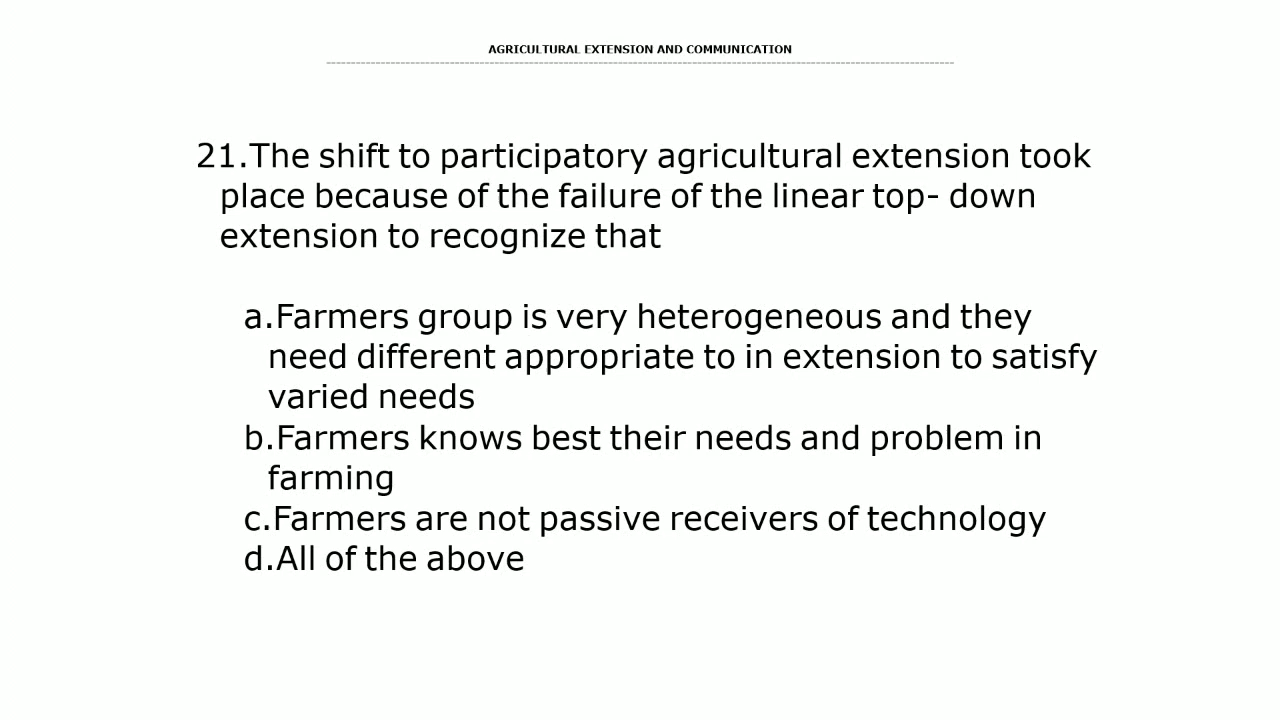 AGRICULTURAL EXTENSION AND COMMUNICATION
21.The shift to participatory agricultural extension took
place because of the failure of the linear top- down
extension to recognize that
a.Farmers group is very heterogeneous and they
need different appropriate to in extension to satisfy
varied needs
b.Farmers knows best their needs and problem in
farming
c.Farmers are not passive receivers of technology
d.All of the above